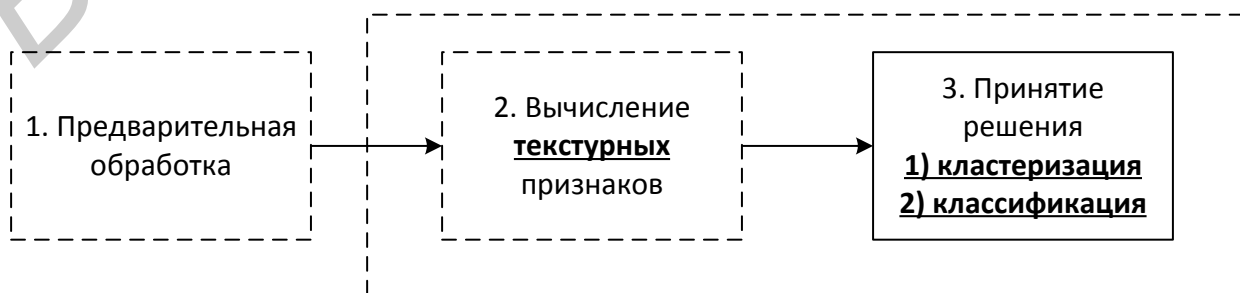 1. Предварительная
обработка
2. Вычисление
текстурных
признаков
3. Принятие
решения
1) кластеризация
2) классификация